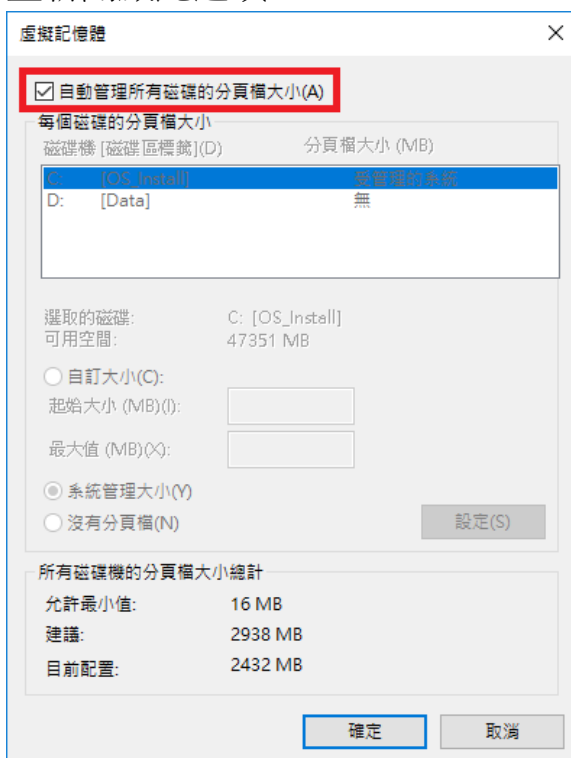 虛擬記憶體
自動管理所有磁碟的分頁檔大小(A)
每個磁碟的分頁檔大小
磁碟機 [磁碟區標籤](D) 分頁檔大小 (MB)
C: [OS_Install] 受管理的系統
D: [Data] 無
選取的磁碟: C: [OS_Install]
可用空間: 47351 MB
自訂大小(C):
起始大小 (MB)(I):
最大值 (MB)(X):
系統管理大小(Y)
沒有分頁檔(N) 設定(S)
所有磁碟機的分頁檔大小總計
允許最小值: 16 MB
建議: 2938 MB
目前配置: 2432 MB
確定 取消